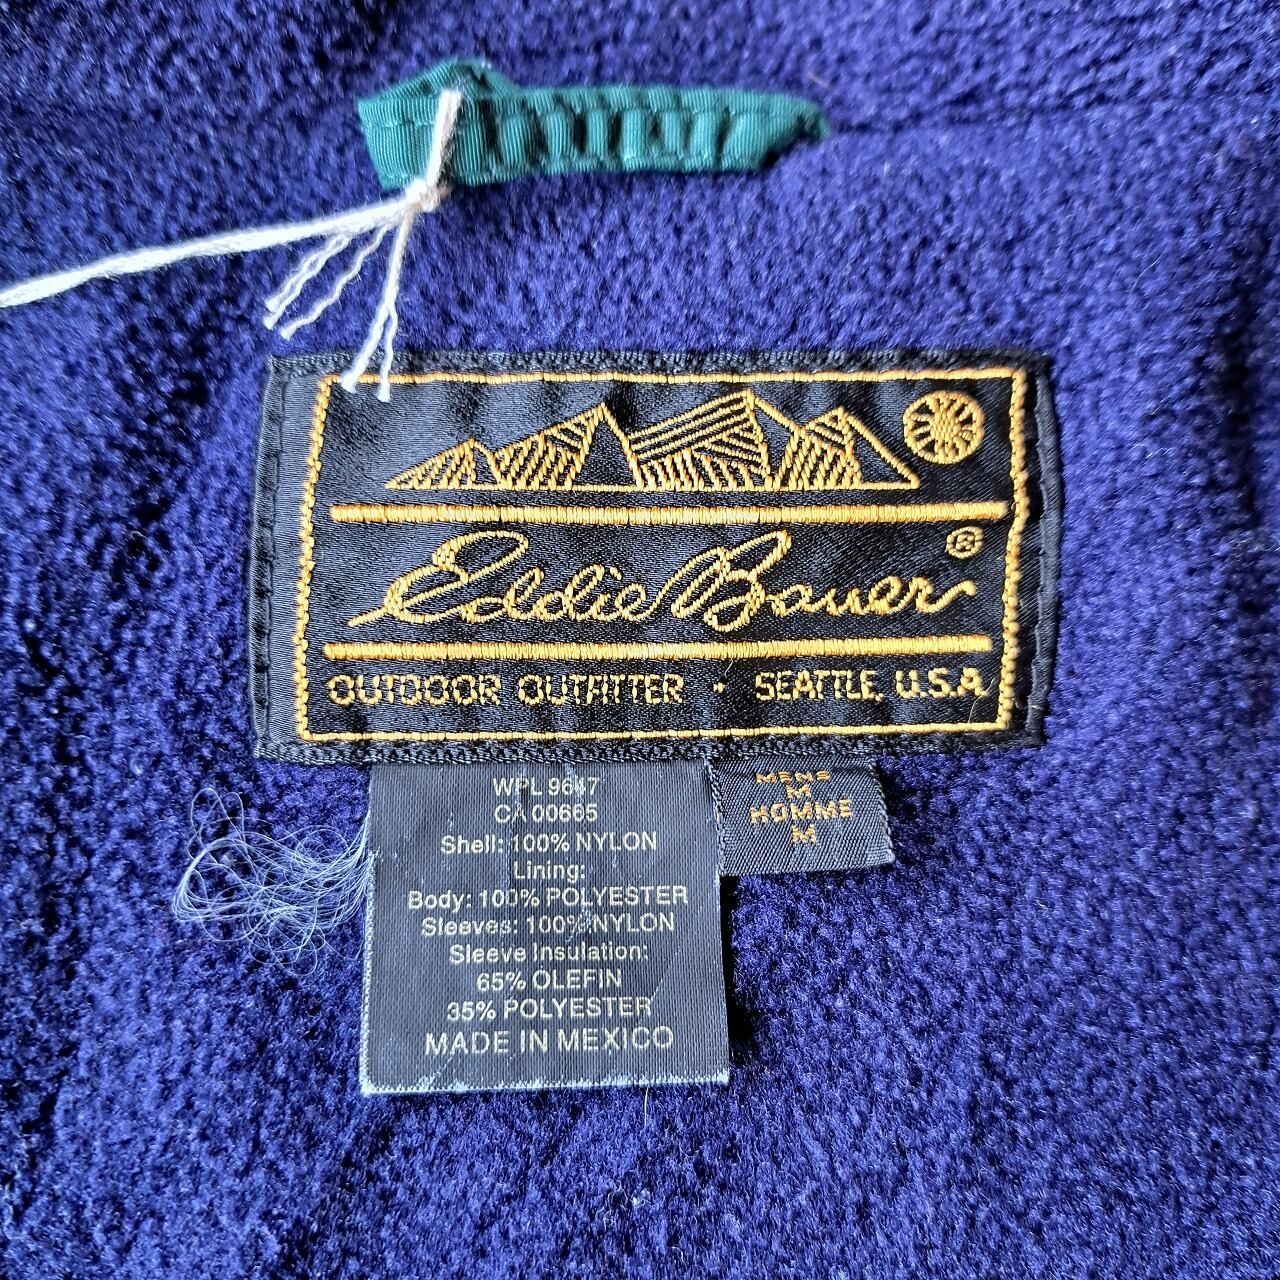 Eddie Bauer®
OUTDOOR OUTFITTER · SEATTLE, U.S.A.
WPL 9647
CA 00665
Shell: 100% NYLON
Lining:
Body: 100% POLYESTER
Sleeves: 100% NYLON
Sleeve Insulation:
65% OLEFIN
35% POLYESTER
MADE IN MEXICO
MENS
M
HOMME
M